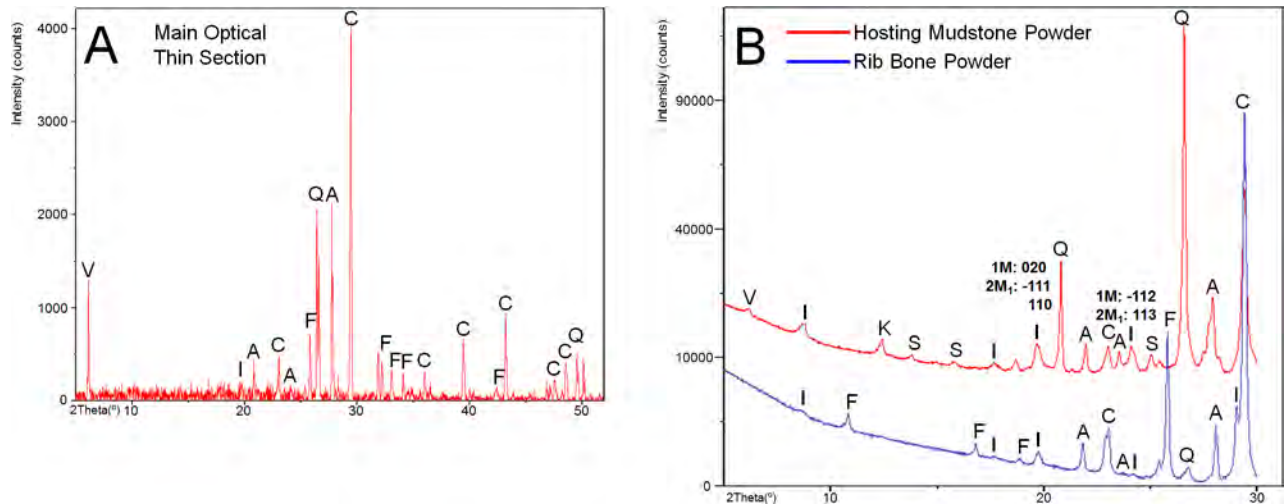 A
Main Optical
Thin Section
Intensity (counts)
4000
3000
2000
1000
0
2Theta(º) 10
20
30
40
50
V
I
A
C
A
F
Q
A
C
F
F
F
C
C
F
C
C
C
Q
B
Hosting Mudstone Powder
Rib Bone Powder
Intensity (counts)
90000
40000
10000
0
2Theta(º)
10
20
30
V
I
K
S
S
I
1M: 020
2M₁: -111
110
I
Q
A
C
A
1M: -112
2M₁: 113
I
S
Q
A
C
I
F
F
I
F
I
A
C
A
I
F
Q
A
I